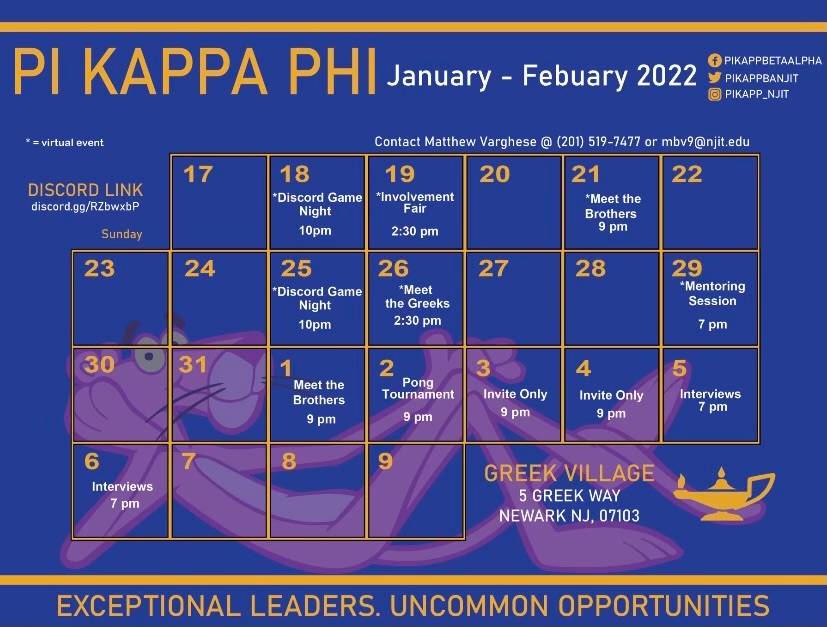 PI KAPPA PHI
January - Febuary 2022
PIKAPPBETAALPHA
PIKAPPBANJIT
PIKAPP_NJIT
* = virtual event
Contact Matthew Varghese @ (201) 519-7477 or mbv9@njit.edu
DISCORD LINK
discord.gg/RZbwxbP
Sunday
17
18
*Discord Game
Night
10pm
19
*Involvement
Fair
2:30 pm
20
21
*Meet the
Brothers
9 pm
22
23
24
25
*Discord Game
Night
10pm
26
*Meet
the Greeks
2:30 pm
27
28
29
*Mentoring
Session
7 pm
30
31
1
Meet the
Brothers
9 pm
2
Pong
Tournament
9 pm
3
Invite Only
9 pm
4
Invite Only
9 pm
5
Interviews
7 pm
6
Interviews
7 pm
7
8
9
GREEK VILLAGE
5 GREEK WAY
NEWARK NJ, 07103
EXCEPTIONAL LEADERS. UNCOMMON OPPORTUNITIES